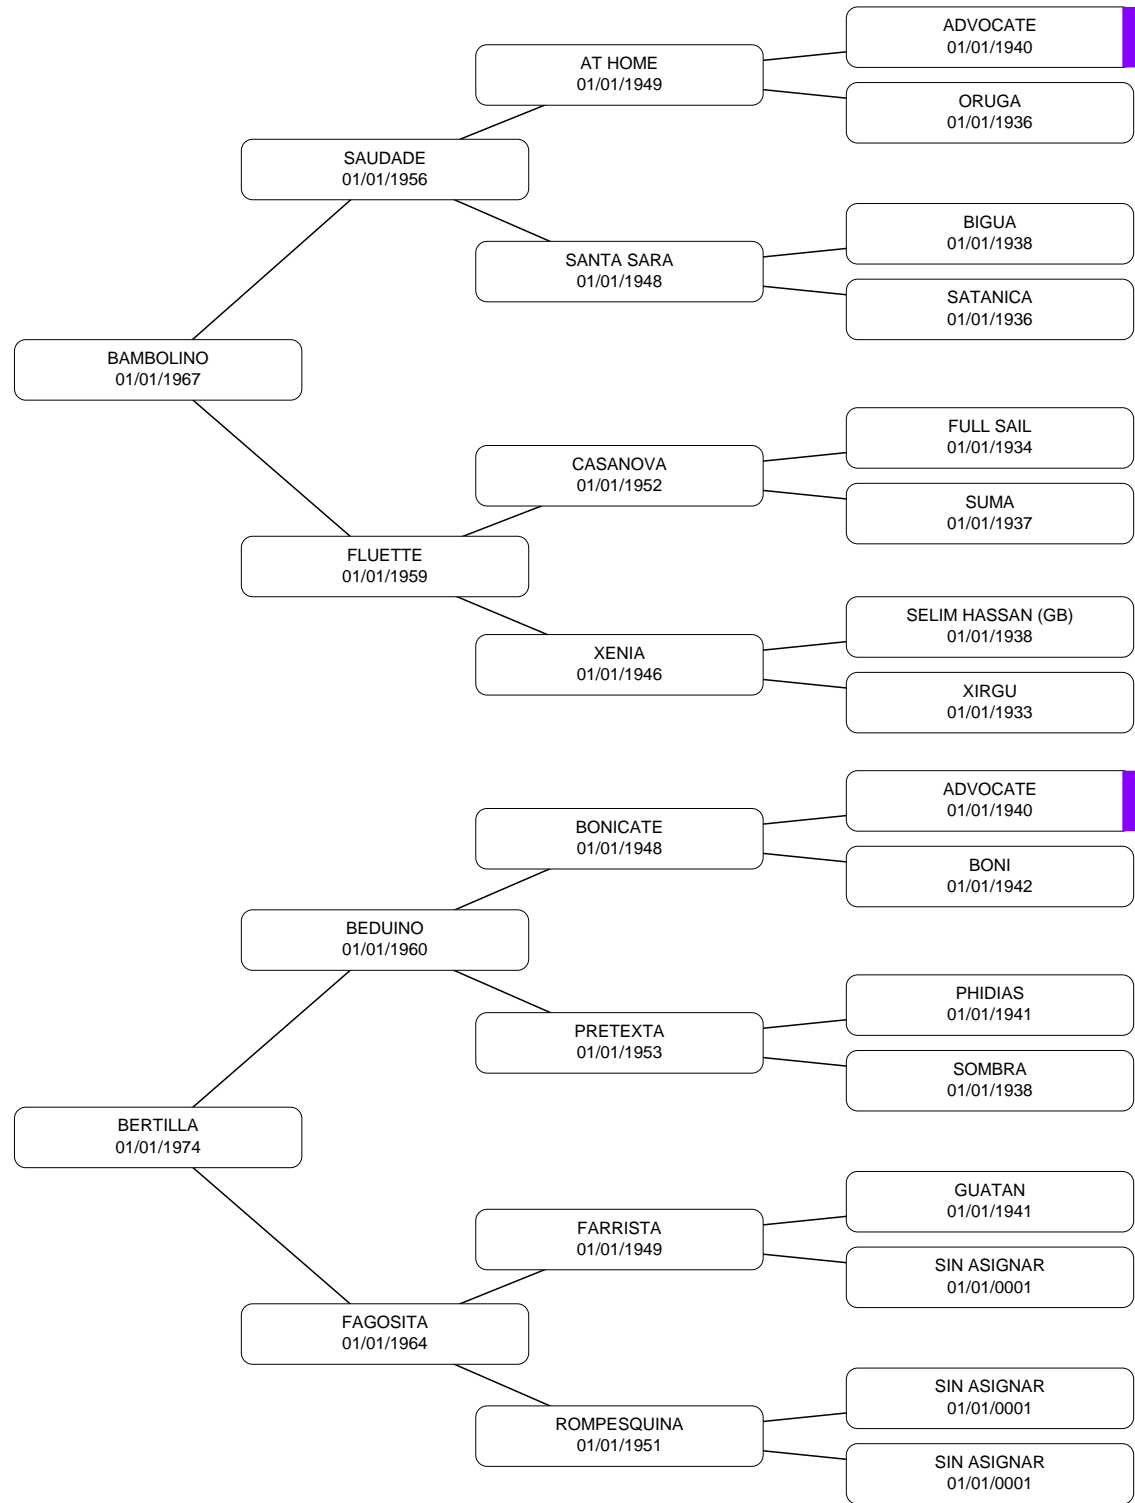 ADVOCATE
01/01/1940
AT HOME
01/01/1949
ORUGA
01/01/1936
SAUDADE
01/01/1956
BIGUA
01/01/1938
SANTA SARA
01/01/1948
SATANICA
01/01/1936
BAMBOLINO
01/01/1967
FULL SAIL
01/01/1934
CASANOVA
01/01/1952
SUMA
01/01/1937
FLUETTE
01/01/1959
SELIM HASSAN (GB)
01/01/1938
XENIA
01/01/1946
XIRGU
01/01/1933
ADVOCATE
01/01/1940
BONICATE
01/01/1948
BONI
01/01/1942
BEDUINO
01/01/1960
PHIDIAS
01/01/1941
PRETEXTA
01/01/1953
SOMBRA
01/01/1938
BERTILLA
01/01/1974
GUATAN
01/01/1941
FARRISTA
01/01/1949
SIN ASIGNAR
01/01/0001
FAGOSITA
01/01/1964
SIN ASIGNAR
01/01/0001
ROMPESQUINA
01/01/1951
SIN ASIGNAR
01/01/0001